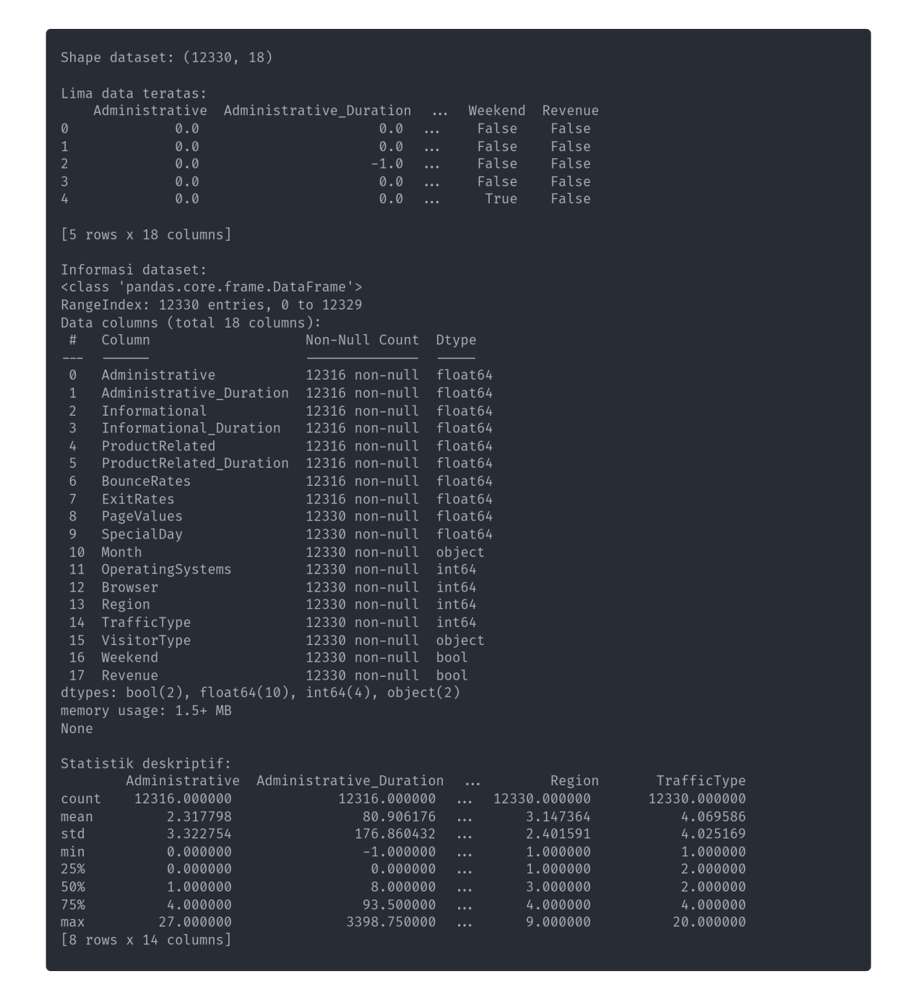 Shape dataset: (12330, 18)

Lima data teratas:
    Administrative  Administrative_Duration  ...  Weekend  Revenue
0              0.0                      0.0  ...    False    False
1              0.0                      0.0  ...    False    False
2              0.0                     -1.0  ...    False    False
3              0.0                      0.0  ...    False    False
4              0.0                      0.0  ...     True    False

[5 rows x 18 columns]

Informasi dataset:
<class 'pandas.core.frame.DataFrame'>
RangeIndex: 12330 entries, 0 to 12329
Data columns (total 18 columns):
 #   Column                   Non-Null Count  Dtype
---  ------                   --------------  -----
 0   Administrative           12316 non-null  float64
 1   Administrative_Duration  12316 non-null  float64
 2   Informational            12316 non-null  float64
 3   Informational_Duration   12316 non-null  float64
 4   ProductRelated           12316 non-null  float64
 5   ProductRelated_Duration  12316 non-null  float64
 6   BounceRates              12316 non-null  float64
 7   ExitRates                12316 non-null  float64
 8   PageValues               12330 non-null  float64
 9   SpecialDay               12330 non-null  float64
 10  Month                    12330 non-null  object
 11  OperatingSystems         12330 non-null  int64
 12  Browser                  12330 non-null  int64
 13  Region                   12330 non-null  int64
 14  TrafficType              12330 non-null  int64
 15  VisitorType              12330 non-null  object
 16  Weekend                  12330 non-null  bool
 17  Revenue                  12330 non-null  bool
dtypes: bool(2), float64(10), int64(4), object(2)
memory usage: 1.5+ MB
None

Statistik deskriptif:
        Administrative  Administrative_Duration  ...        Region       TrafficType
count    12316.000000             12316.000000  ...  12330.000000       12330.000000
mean         2.317798                80.906176  ...      3.147364           4.069586
std          3.322754               176.860432  ...      2.401591           4.025169
min          0.000000                -1.000000  ...      1.000000           1.000000
25%          0.000000                 0.000000  ...      1.000000           2.000000
50%          1.000000                 8.000000  ...      3.000000           2.000000
75%          4.000000                93.500000  ...      4.000000           4.000000
max         27.000000              3398.750000  ...      9.000000          20.000000
[8 rows x 14 columns]